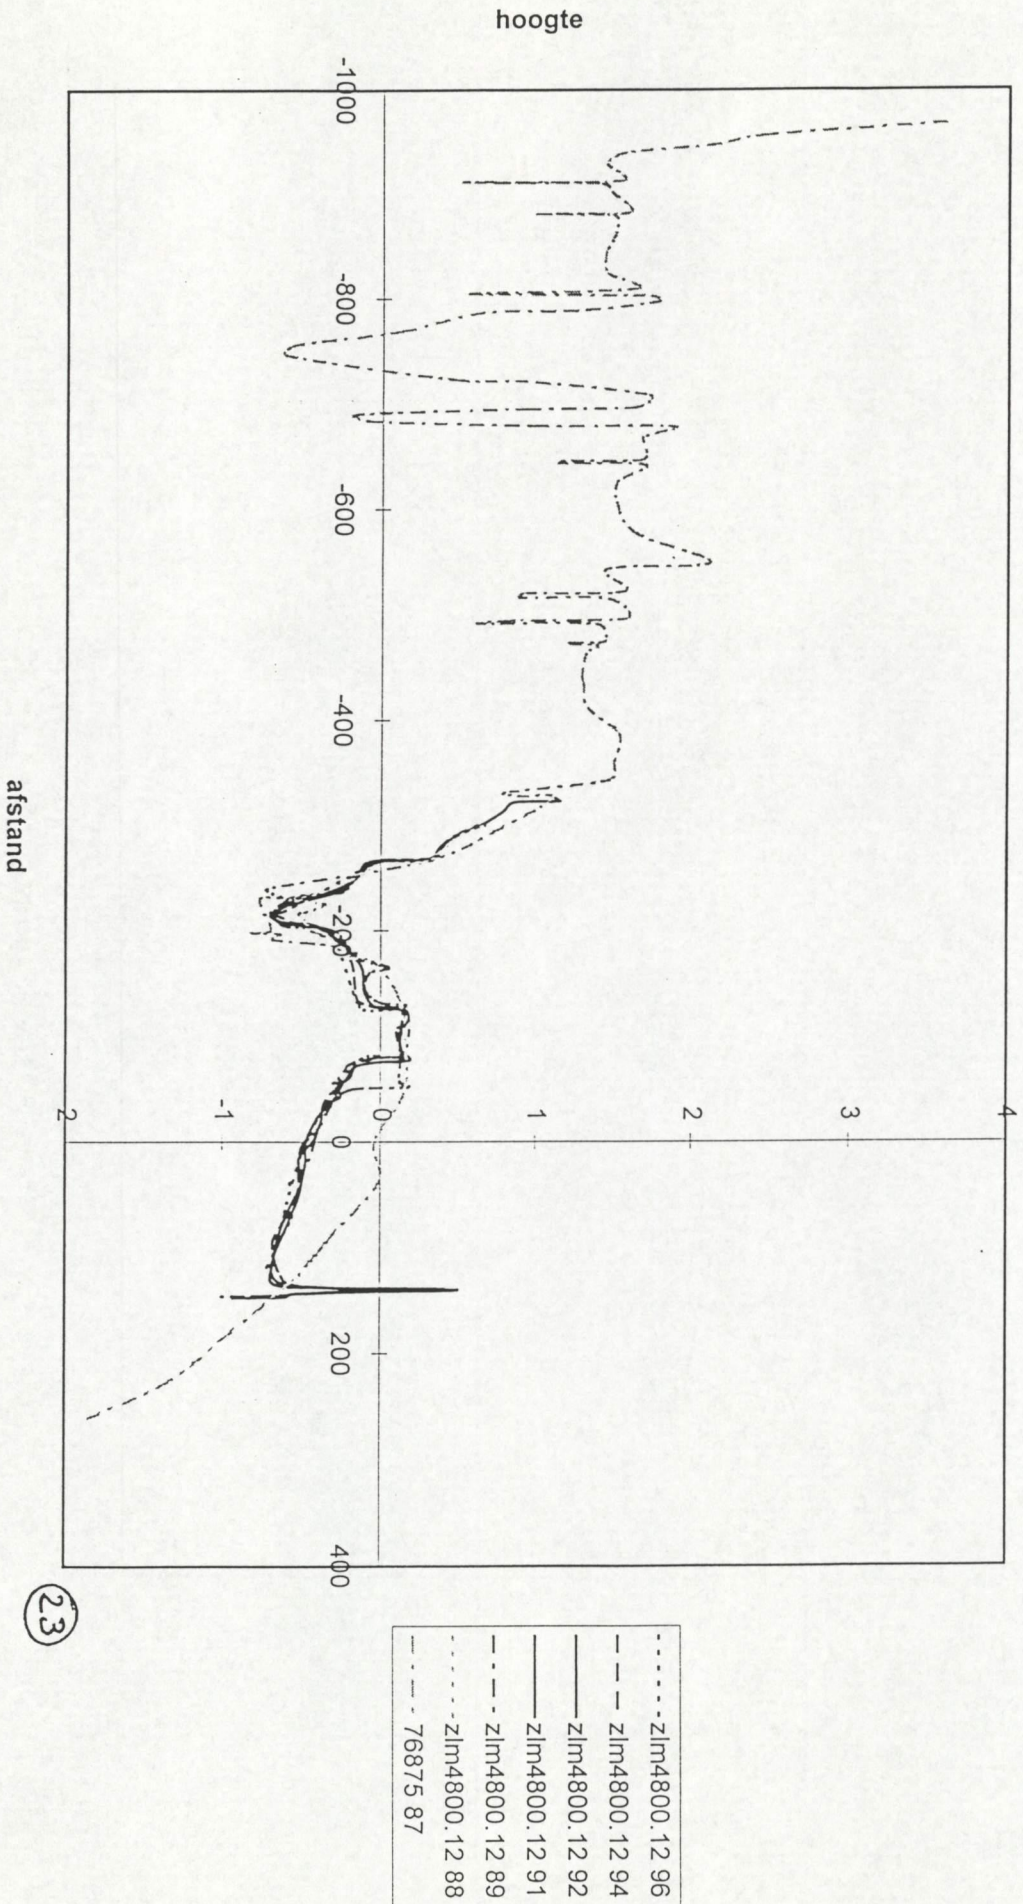 hoogte
4
3
2
1
0
-1
-2
-1000
-800
-600
-400
-200
0
200
400
afstand
zlm4800.12 96
zlm4800.12 94
zlm4800.12 92
zlm4800.12 91
zlm4800.12 89
zlm4800.12 88
76875 87
23